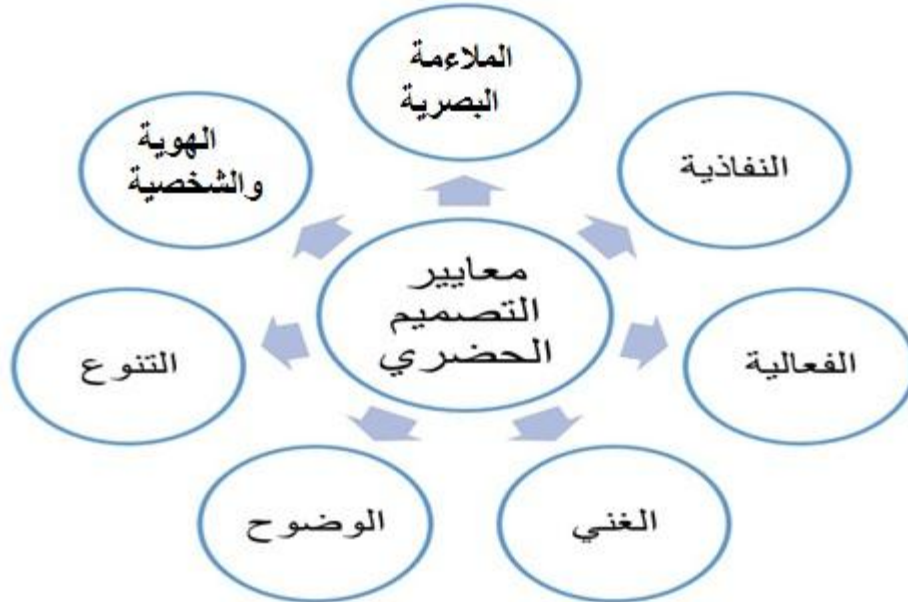 الملاءمة
البصرية
النفاذية
الهوية
والشخصية
معايير
التصميم
الحضري
الفعالية
التنوع
الغني
الوضوح